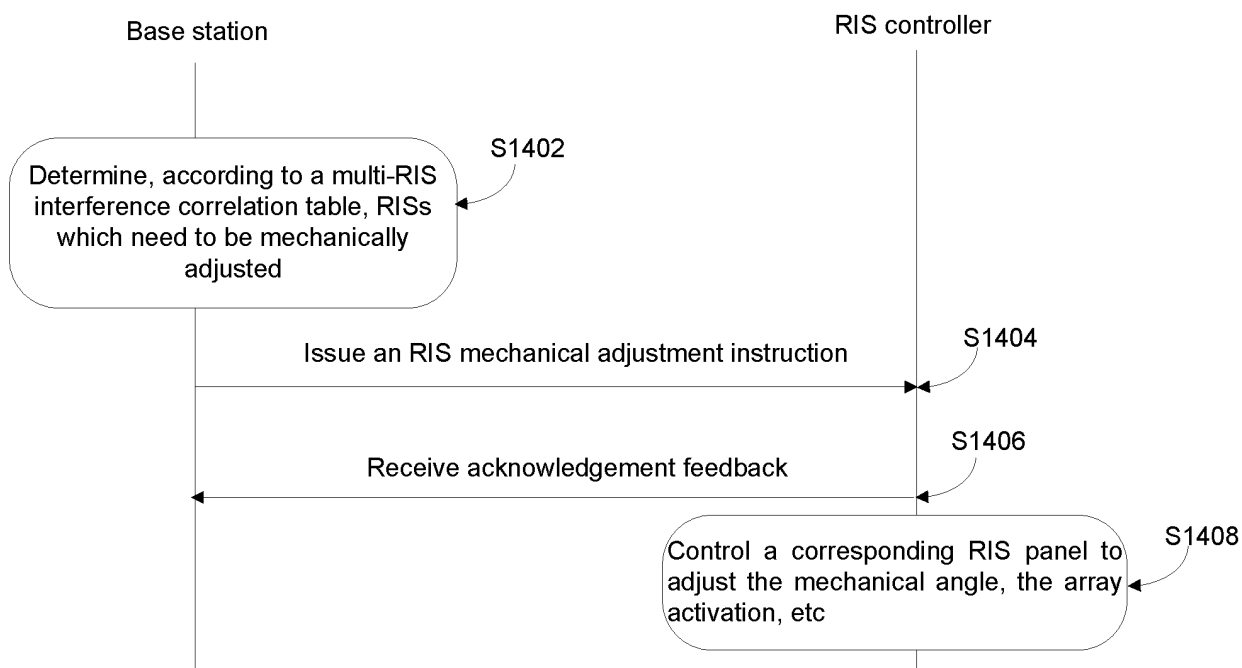 Base station
RIS controller
S1402
Determine, according to a multi-RIS
interference correlation table, RISs
which need to be mechanically
adjusted
Issue an RIS mechanical adjustment instruction
S1404
S1406
Receive acknowledgement feedback
S1408
Control a corresponding RIS panel to
adjust the mechanical angle, the array
activation, etc